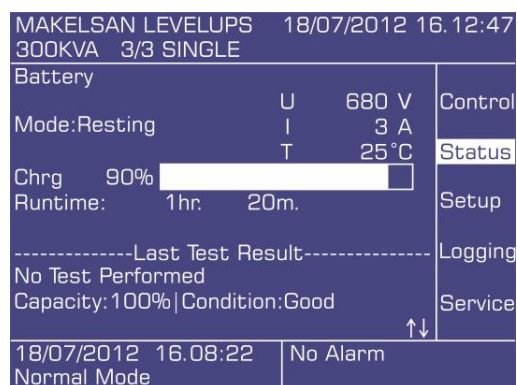 MAKELSAN LEVELUPS 18/07/2012 16.12:47
300KVA 3/3 SINGLE
Battery
U 680 V
Mode:Resting I 3 A
T 25°C
Chrg 90%
Runtime: 1hr. 20m.
--------------Last Test Result--------------
No Test Performed
Capacity:100%|Condition:Good
↑↓
Control
Status
Setup
Logging
Service
18/07/2012 16.08:22 No Alarm
Normal Mode